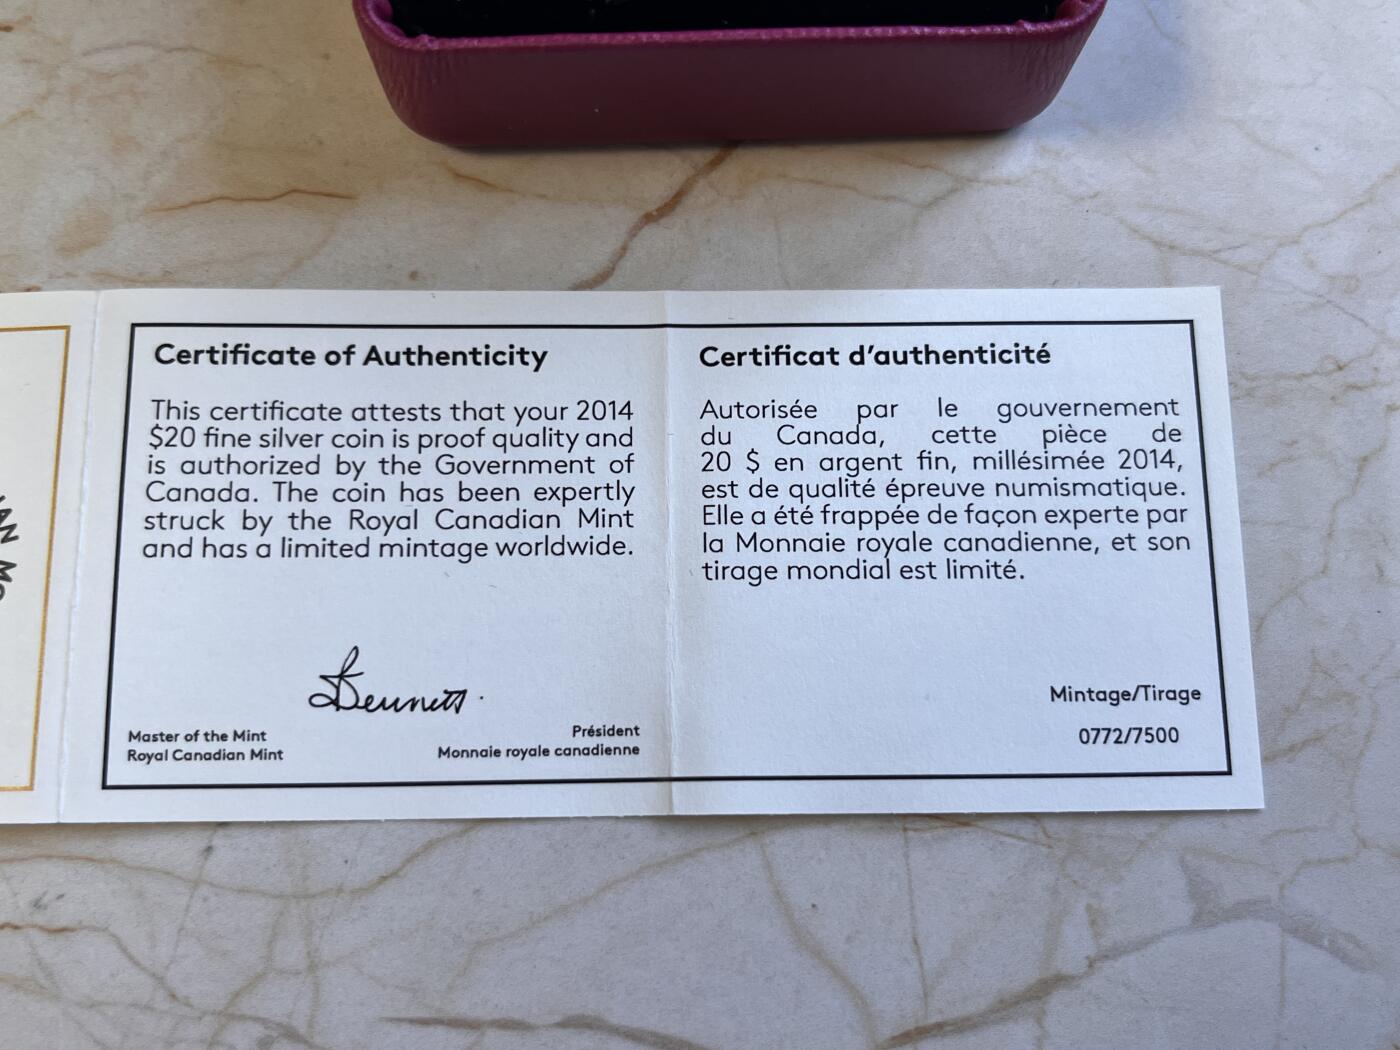 Certificate of Authenticity
This certificate attests that your 2014
$20 fine silver coin is proof quality and
is authorized by the Government of
Canada. The coin has been expertly
struck by the Royal Canadian Mint
and has a limited mintage worldwide.
Bennett
Master of the Mint
Royal Canadian Mint
Président
Monnaie royale canadienne
Certificat d'authenticité
Autorisée par le gouvernement
du Canada, cette pièce de
20 $ en argent fin, millésimée 2014,
est de qualité épreuve numismatique.
Elle a été frappée de façon experte par
la Monnaie royale canadienne, et son
tirage mondial est limité.
Mintage/Tirage
0772/7500